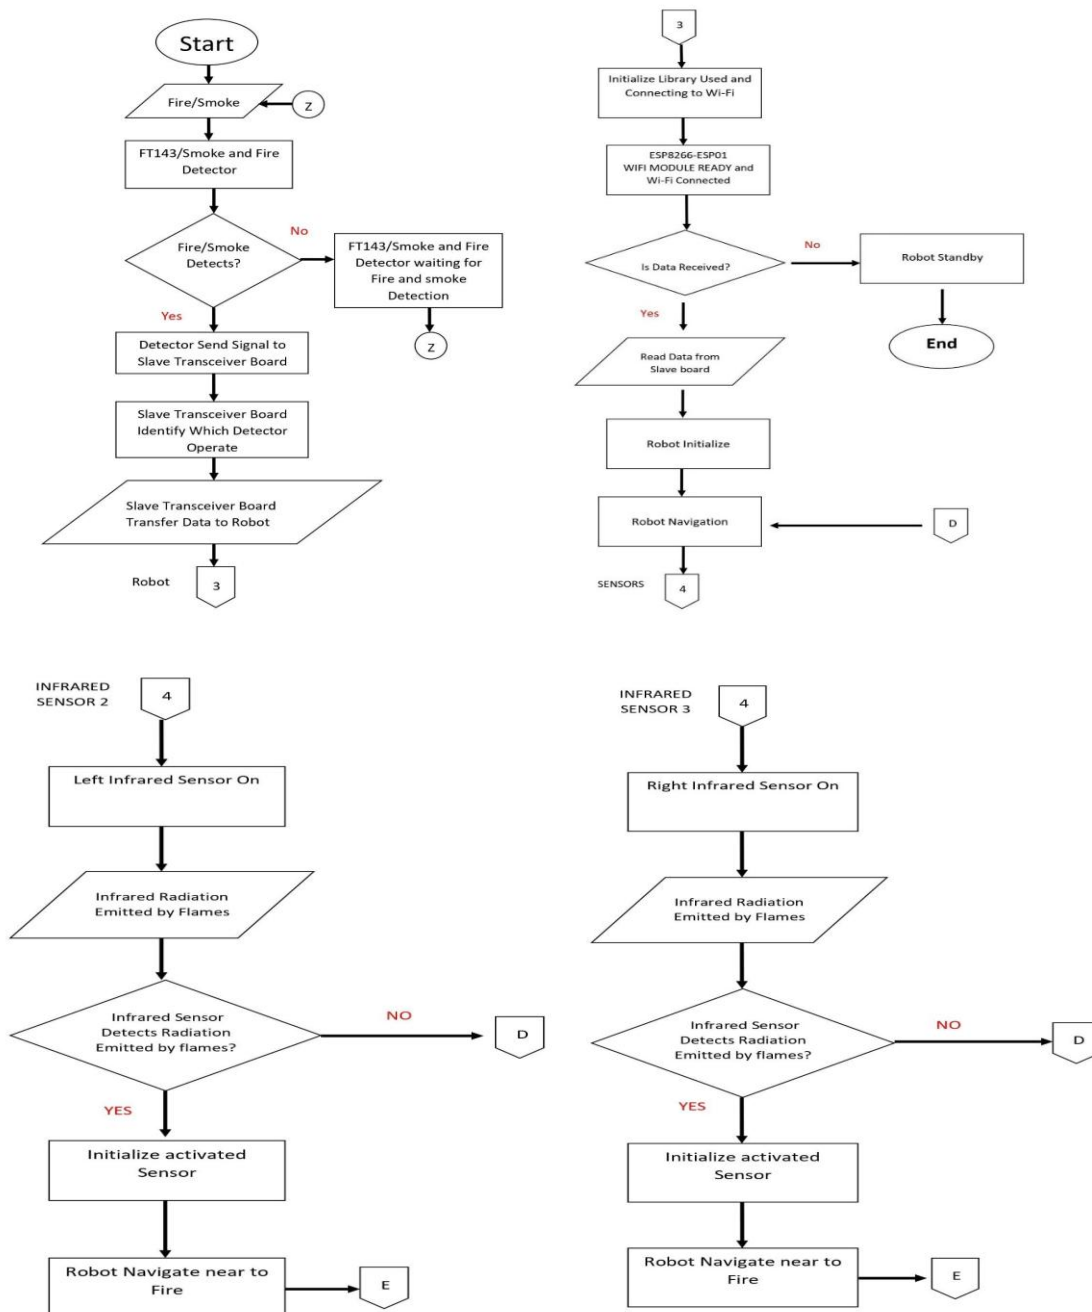 Start
Fire/Smoke
Z
FT143/Smoke and Fire
Detector
Fire/Smoke
Detects?
No
FT143/Smoke and Fire
Detector waiting for
Fire and smoke
Detection
Z
Yes
Detector Send Signal to
Slave Transceiver Board
Slave Transceiver Board
Identify Which Detector
Operate
Slave Transceiver Board
Transfer Data to Robot
Robot
3
3
Initialize Library Used and
Connecting to Wi-Fi
ESP8266-ESP01
WIFI MODULE READY and
Wi-Fi Connected
Is Data Received?
No
Robot Standby
End
Yes
Read Data from
Slave board
Robot Initialize
Robot Navigation
D
SENSORS
4
INFRARED
SENSOR 2
4
Left Infrared Sensor On
Infrared Radiation
Emitted by Flames
Infrared Sensor
Detects Radiation
Emitted by flames?
NO
D
YES
Initialize activated
Sensor
Robot Navigate near to
Fire
E
INFRARED
SENSOR 3
4
Right Infrared Sensor On
Infrared Radiation
Emitted by Flames
Infrared Sensor
Detects Radiation
Emitted by flames?
NO
D
YES
Initialize activated
Sensor
Robot Navigate near to
Fire
E